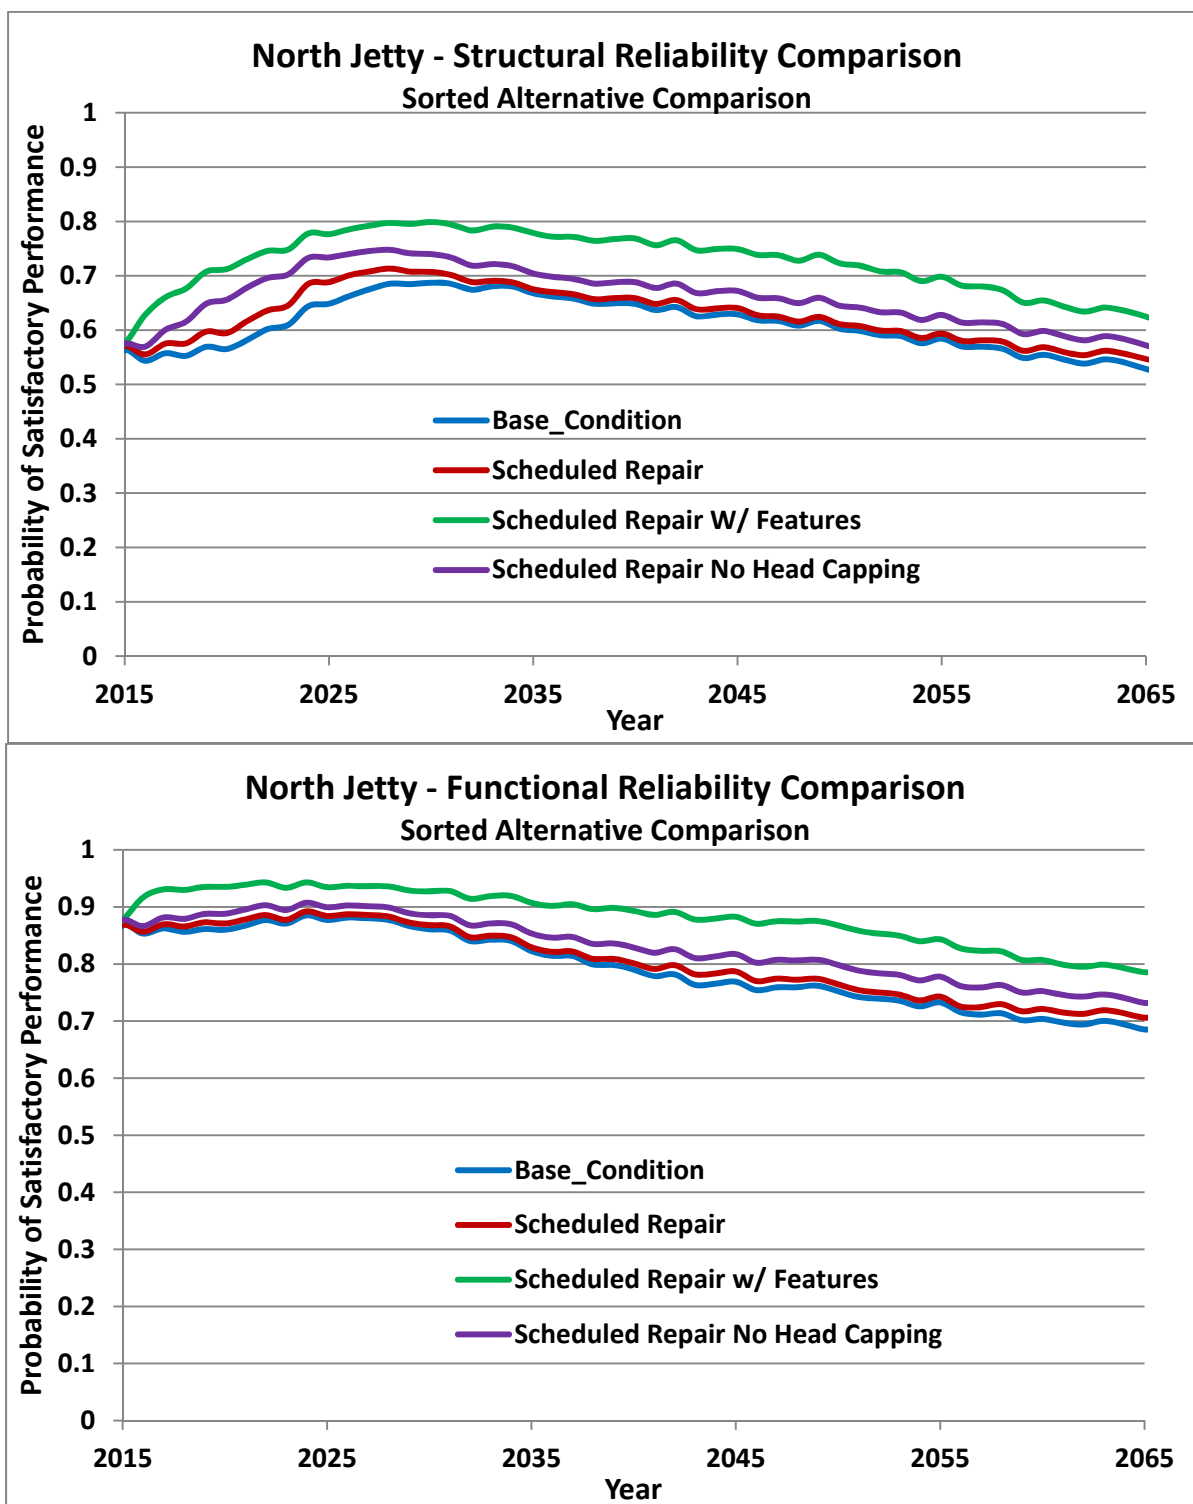 North Jetty - Structural Reliability Comparison
Sorted Alternative Comparison
Probability of Satisfactory Performance
1
0.9
0.8
0.7
0.6
0.5
0.4
0.3
0.2
0.1
0
Base_Condition
Scheduled Repair
Scheduled Repair W/ Features
Scheduled Repair No Head Capping
2015 2025 2035 2045 2055 2065
Year
North Jetty - Functional Reliability Comparison
Sorted Alternative Comparison
Probability of Satisfactory Performance
1
0.9
0.8
0.7
0.6
0.5
0.4
0.3
0.2
0.1
0
Base_Condition
Scheduled Repair
Scheduled Repair w/ Features
Scheduled Repair No Head Capping
2015 2025 2035 2045 2055 2065
Year